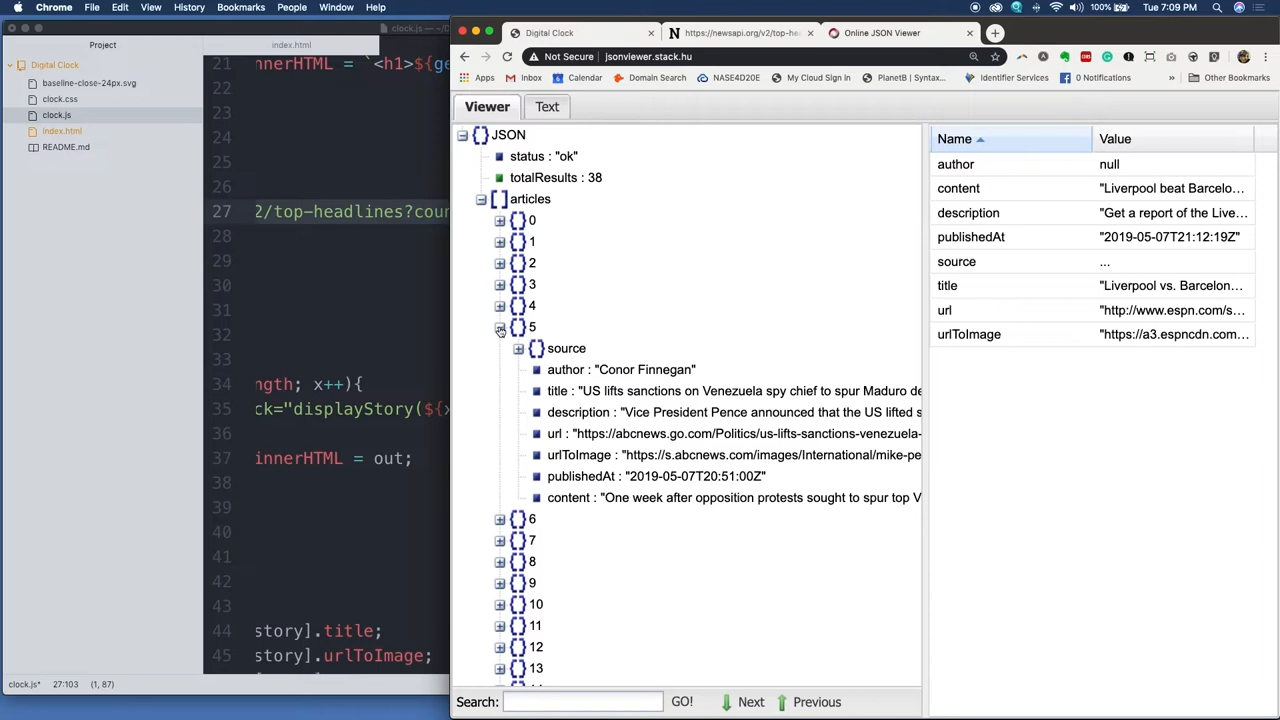 Chrome File Edit View History Bookmarks People Window Help 100%
clock.js —
Project
index.html
Digital Clock
baseline-close-24px.svg
clock.css
clock.js
index.html
README.md
21 innerHTML = `<h1>${ge
22
23
24
25
26
27 2/top-headlines?coun
28
29
30
31
32
33
34 ngth; x++){
35 ck="displayStory(${x
36
37 innerHTML = out;
38
39
40
41
42
43
44 story].title;
45 story].urlToImage;
clock.js* 27:103 (1, 87)
Digital Clock
https://newsapi.org/v2/top-he
Online JSON Viewer
Not Secure | jsonviewer.stack.hu
Apps Inbox Calendar Domain Search NASE4D20E My Cloud Sign in PlanetB | Syntax... Identifier Services 0 Notifications Other Bookmarks
Viewer Text
JSON
status : "ok"
totalResults : 38
articles
0
1
2
3
4
5
source
author : "Conor Finnegan"
title : "US lifts sanctions on Venezuela spy chief to spur Maduro de
description : "Vice President Pence announced that the US lifted s
url : "https://abcnews.go.com/Politics/us-lifts-sanctions-venezuela-
urlToImage : "https://s.abcnews.com/images/International/mike-pe
publishedAt : "2019-05-07T20:51:00Z"
content : "One week after opposition protests sought to spur top V
6
7
8
9
10
11
12
13
Search: GO! Next Previous
Name Value
author null
content "Liverpool beat Barcelo...
description "Get a report of the Live...
publishedAt "2019-05-07T21:12:19Z"
source ...
title "Liverpool vs. Barcelon...
url "http://www.espn.com/s...
urlToImage "https://a3.espncdn.com...